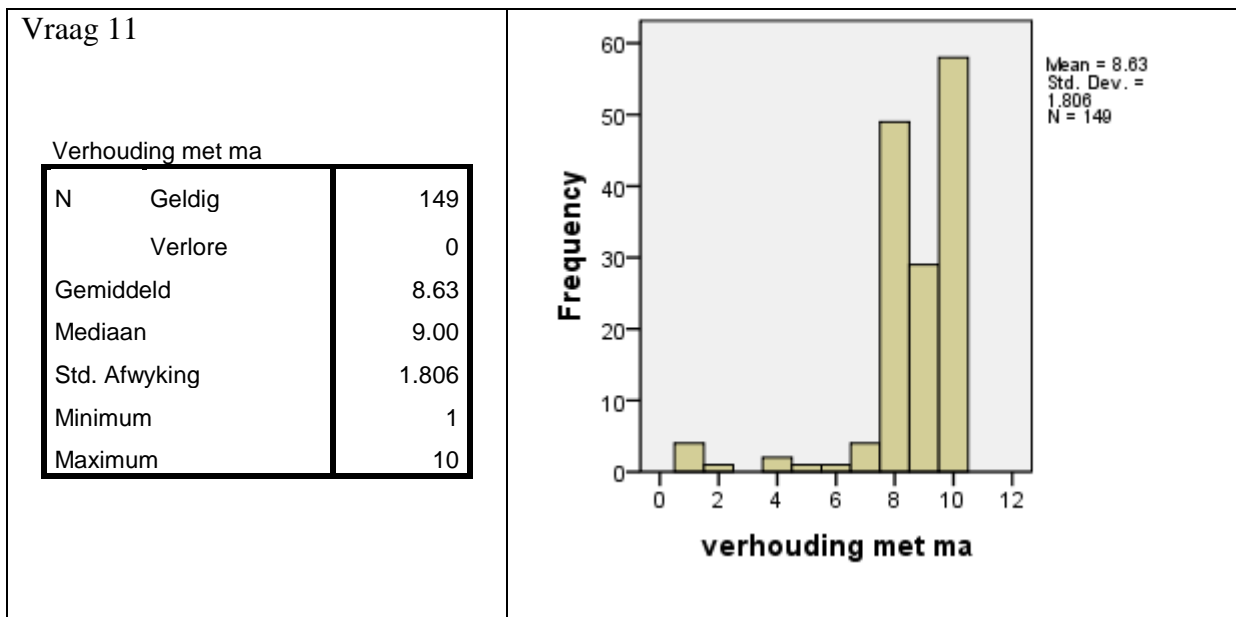 Vraag 11
Verhouding met ma
N Geldig 149
Verlore 0
Gemiddeld 8.63
Mediaan 9.00
Std. Afwyking 1.806
Minimum 1
Maximum 10
60
50
40
30
20
10
0
Frequency
0 2 4 6 8 10 12
verhouding met ma
Mean = 8.63
Std. Dev. =
1.806
N = 149